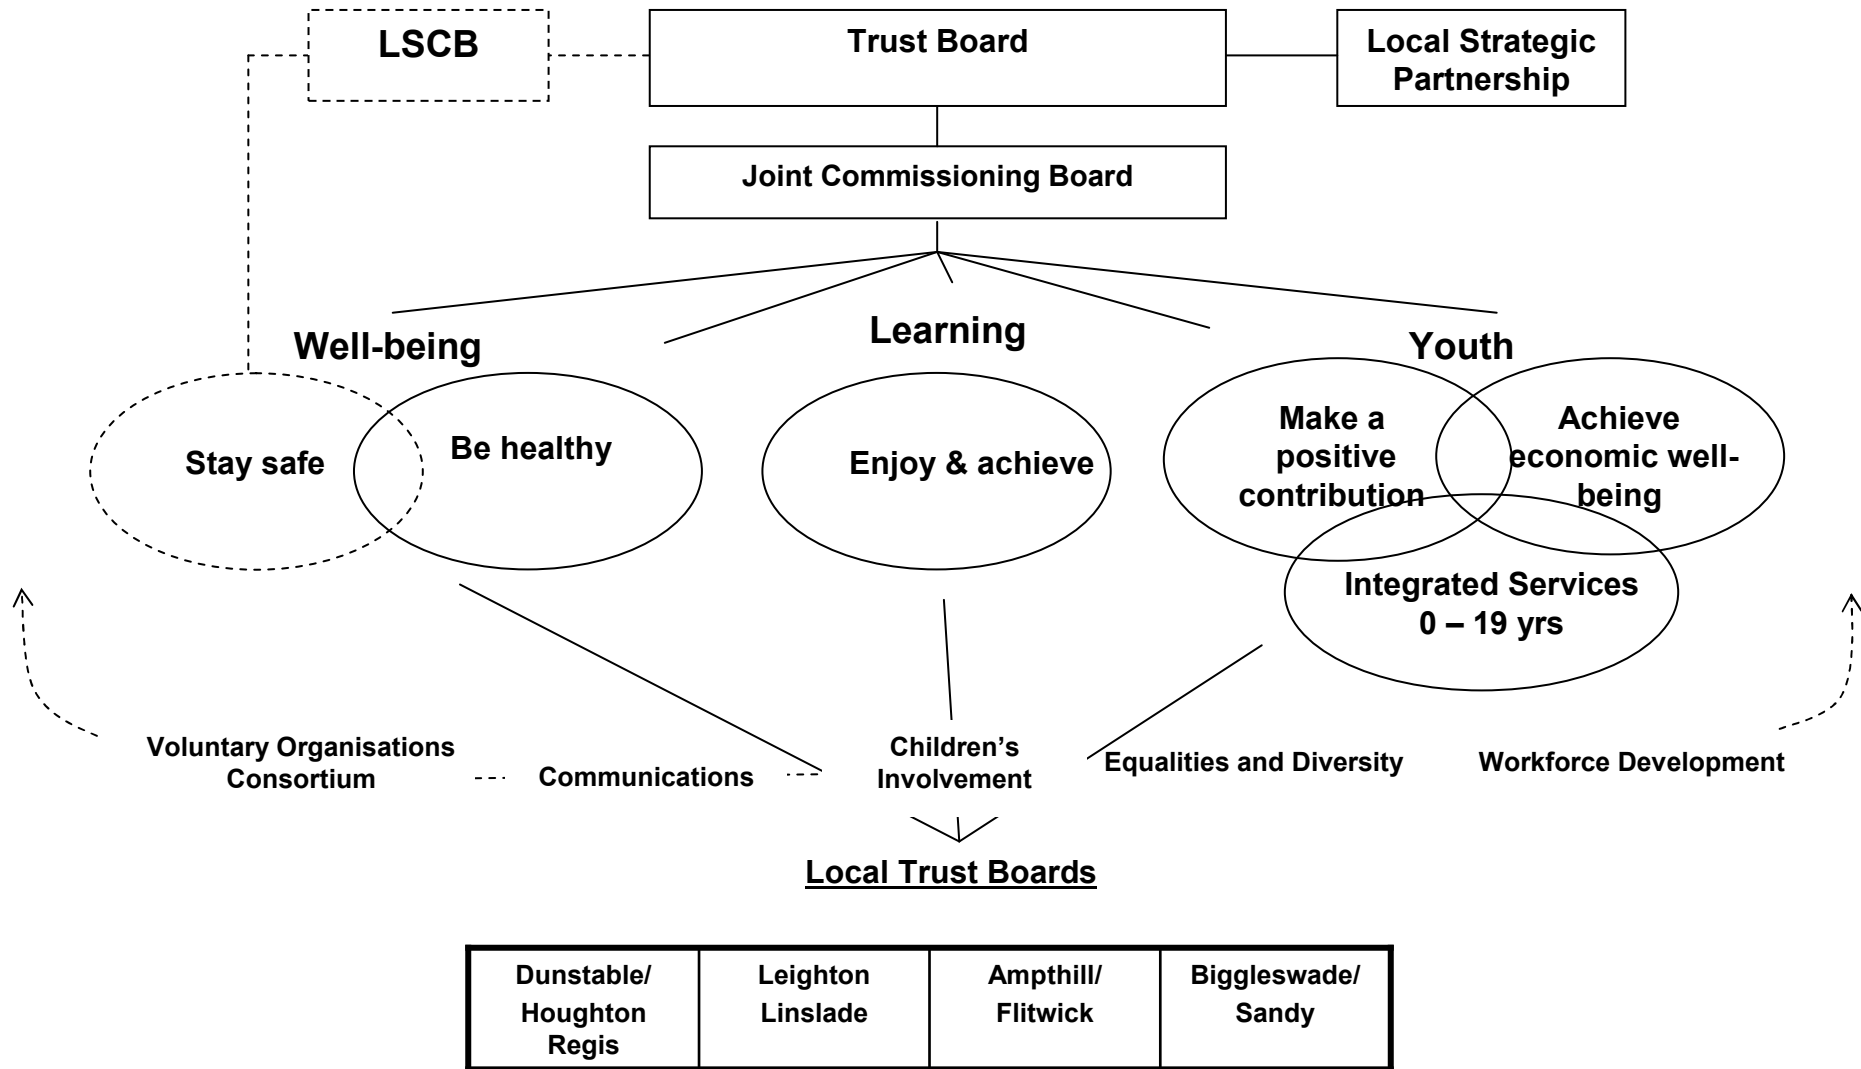 LSCB
Trust Board
Local Strategic
Partnership
Joint Commissioning Board
Well-being
Learning
Youth
Stay safe
Be healthy
Enjoy & achieve
Make a
positive
contribution
Achieve
economic well-
being
Integrated Services
0 – 19 yrs
Voluntary Organisations
Consortium
Communications
Children’s
Involvement
Equalities and Diversity
Workforce Development
Local Trust Boards
Dunstable/
Houghton
Regis
Leighton
Linslade
Ampthill/
Flitwick
Biggleswade/
Sandy